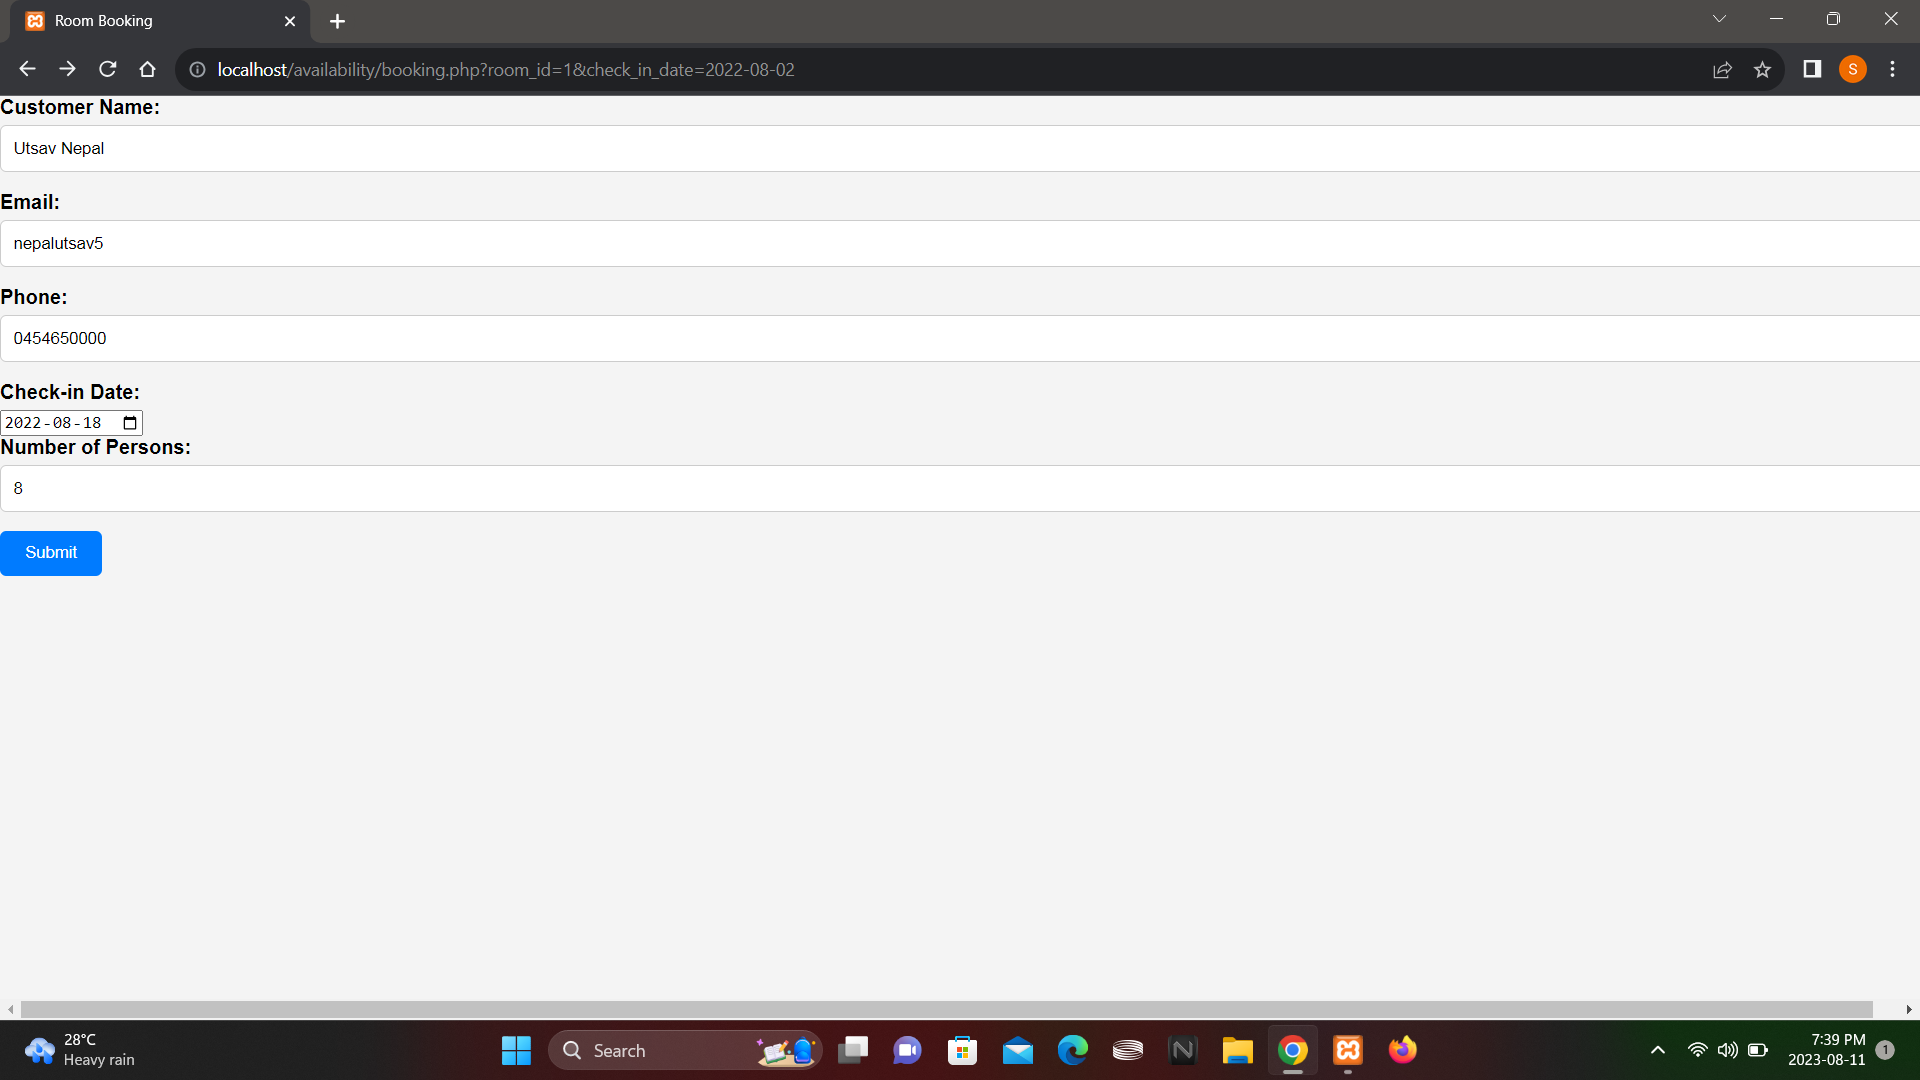 Room Booking
localhost/availability/booking.php?room_id=1&check_in_date=2022-08-02
S
Customer Name:
Utsav Nepal
Email:
nepalutsav5
Phone:
0454650000
Check-in Date:
2022-08-18
Number of Persons:
8
Submit
28°C
Heavy rain
Search
7:39 PM
2023-08-11
1